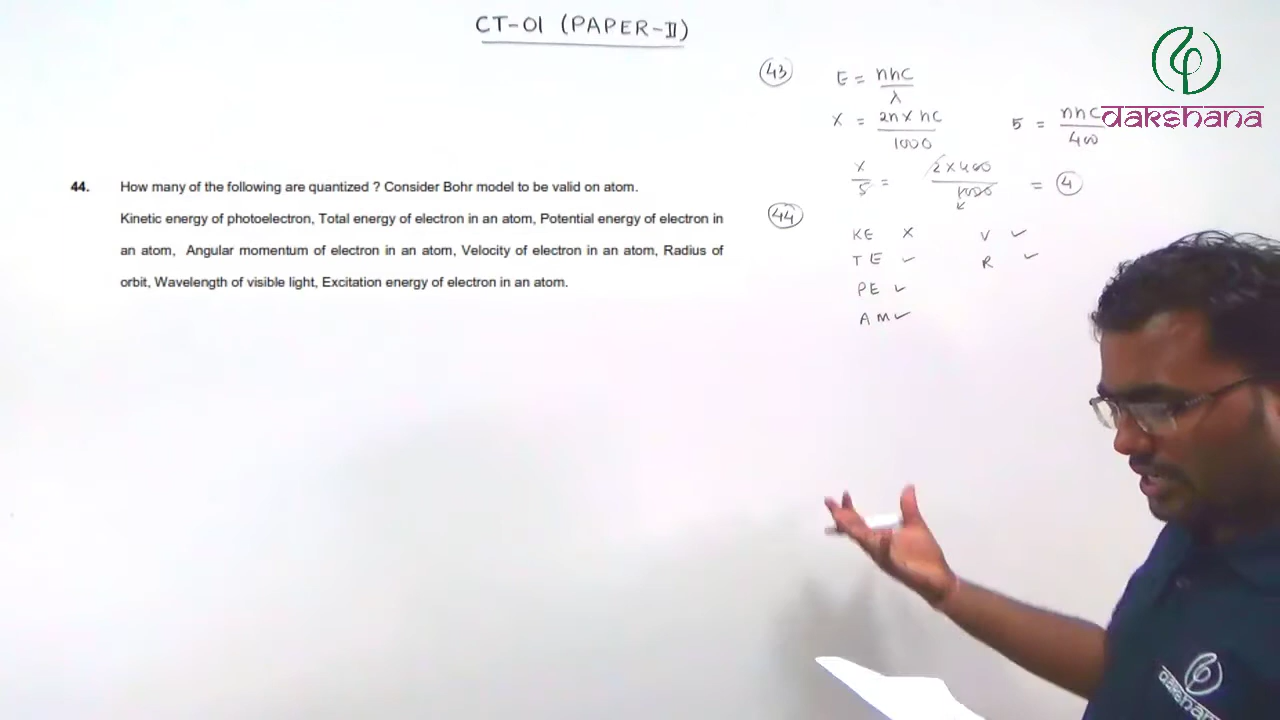 CT-01 (PAPER-II)
dakshana
43
E = nhc / λ
X = 2n x hc / 1000
5 = nhc / 400
X / 5 = 2 x 400 / 1000 = 4
44. How many of the following are quantized ? Consider Bohr model to be valid on atom.
Kinetic energy of photoelectron, Total energy of electron in an atom, Potential energy of electron in
an atom, Angular momentum of electron in an atom, Velocity of electron in an atom, Radius of
orbit, Wavelength of visible light, Excitation energy of electron in an atom.
44
KE ✗ V ✓
TE ✓ R ✓
PE ✓
AM ✓
dakshana